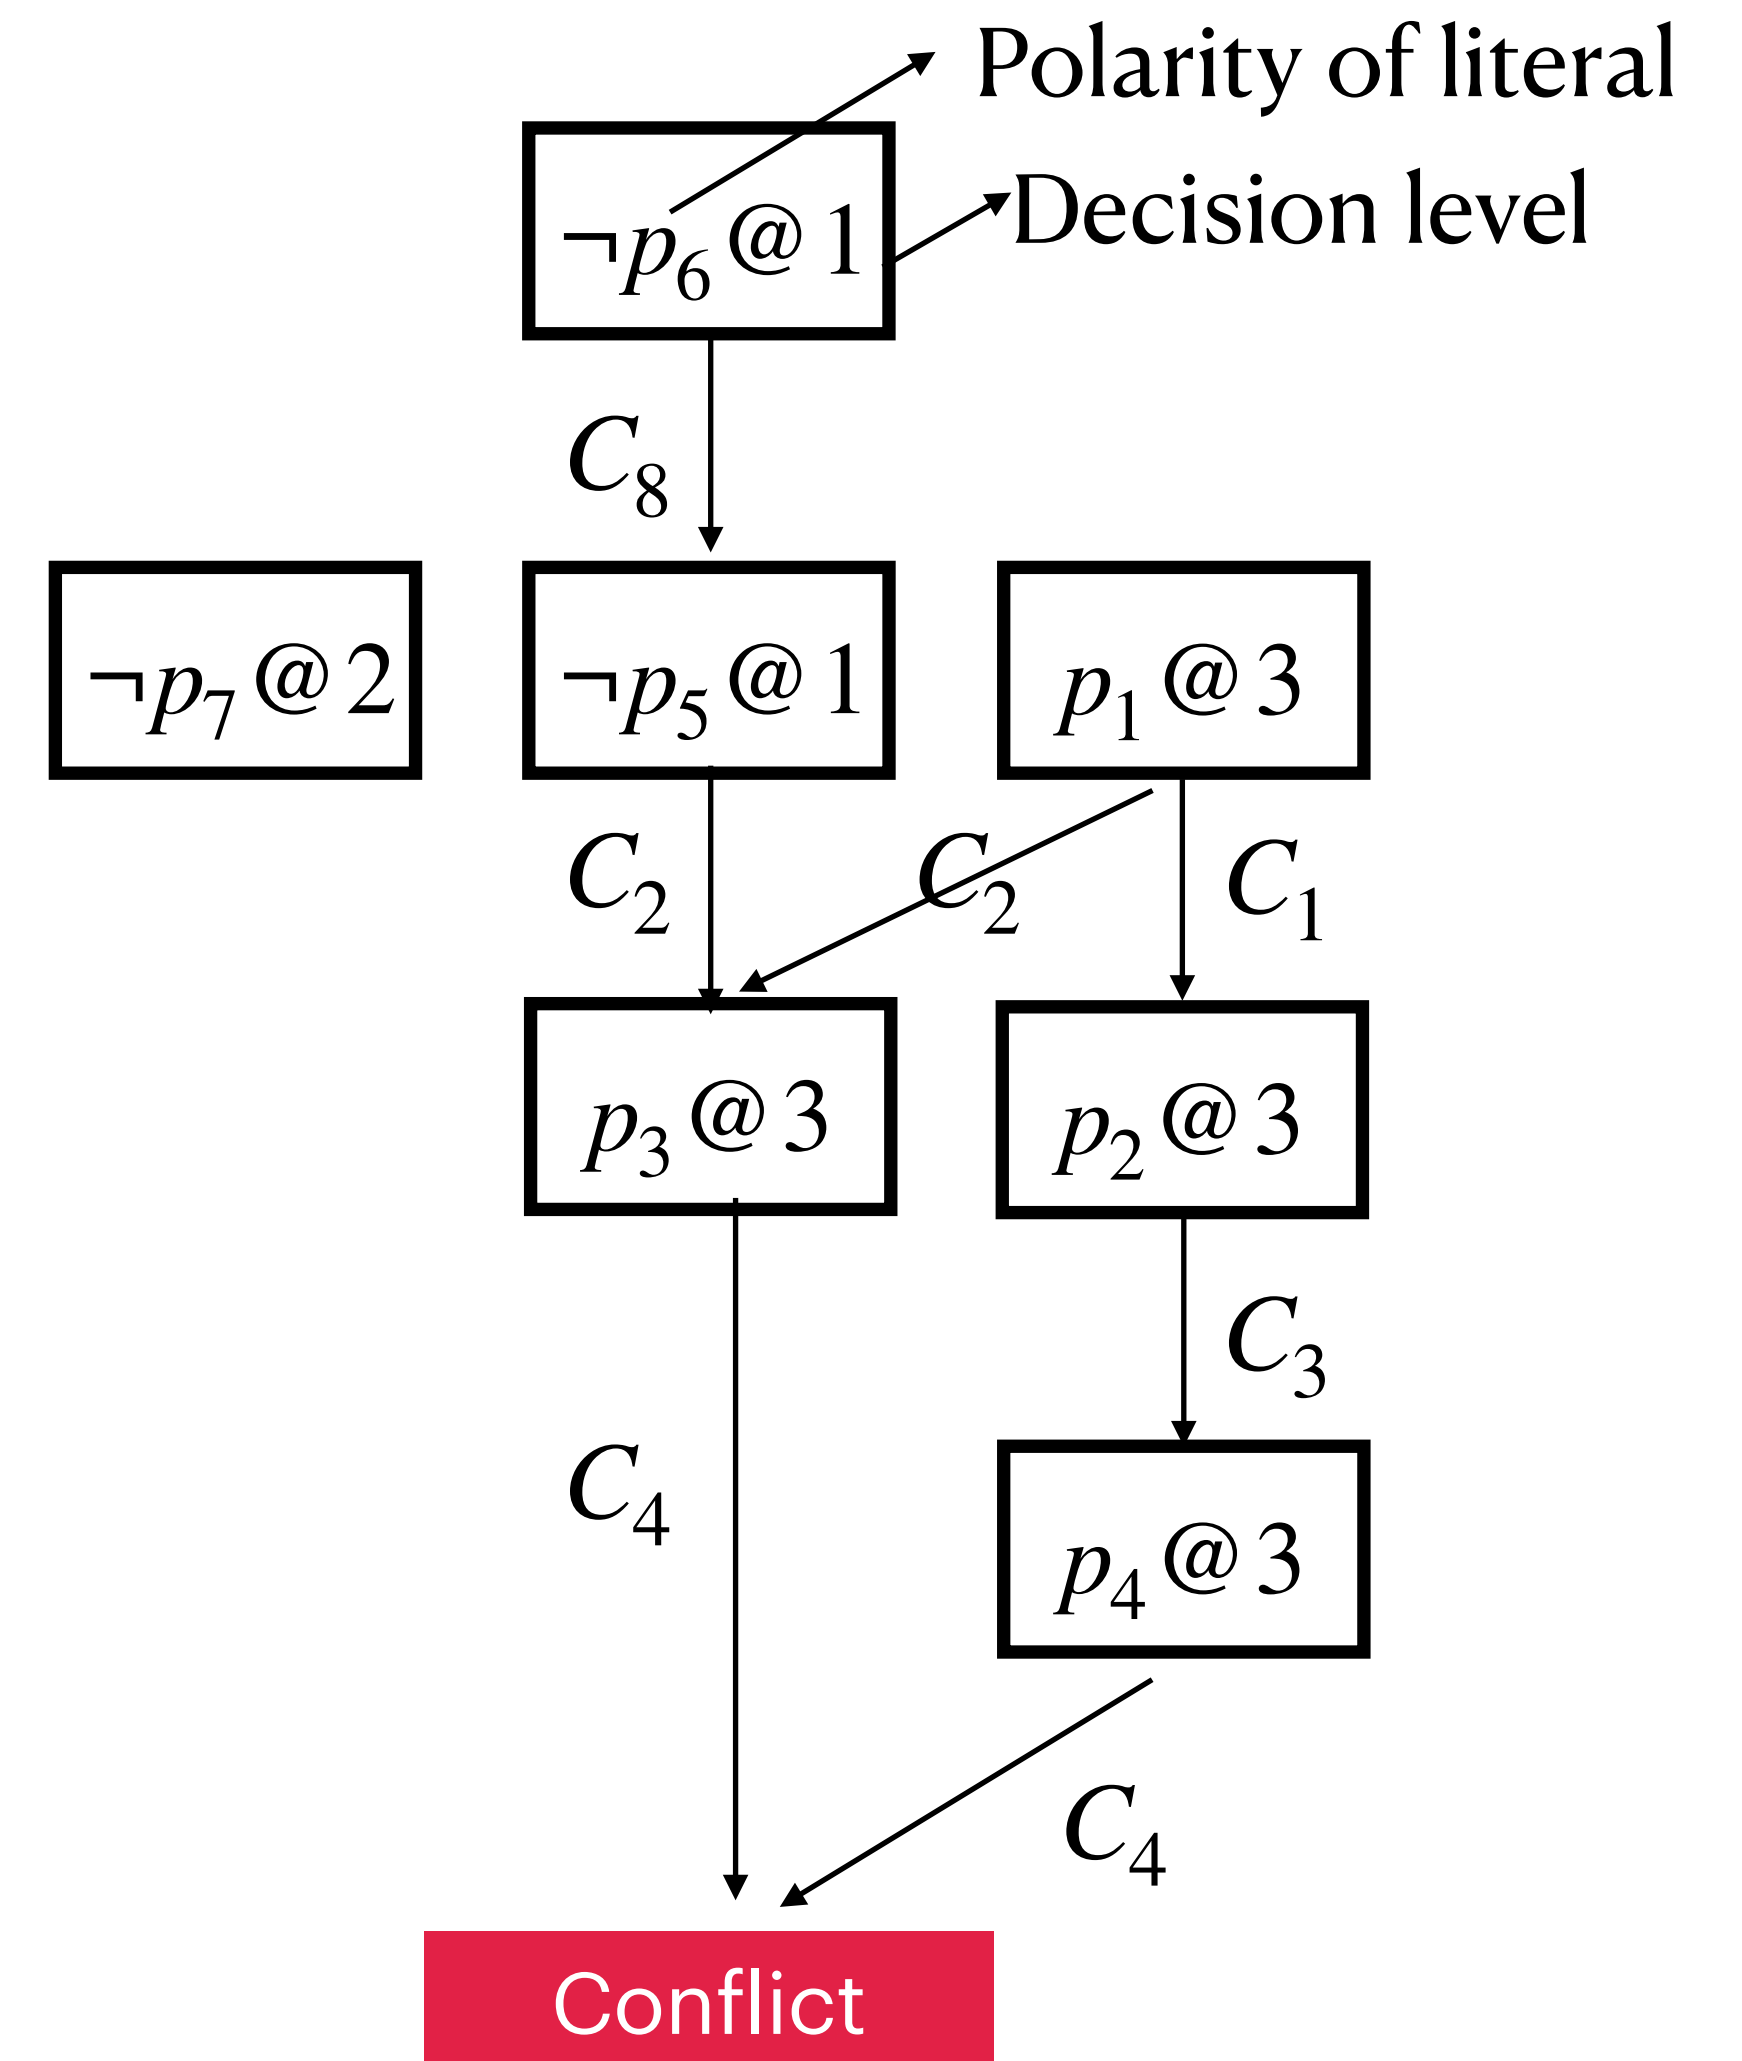 Polarity of literal
Decision level
¬p₆@1
C₈
¬p₇@2
¬p₅@1
p₁@3
C₂
C₂
C₁
p₃@3
p₂@3
C₃
C₄
p₄@3
C₄
Conflict